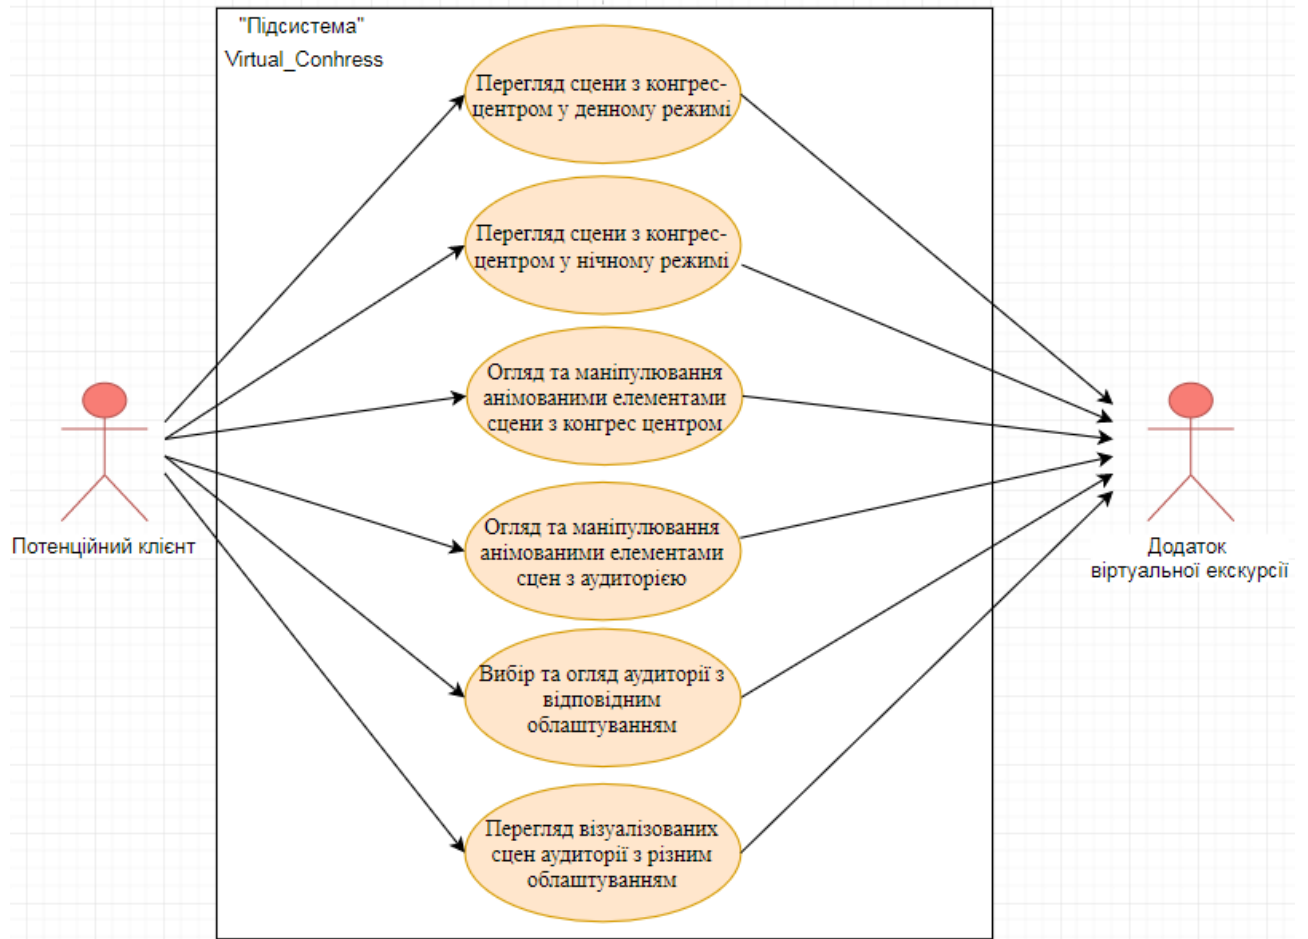 "Підсистема"
Virtual_Conhress
Перегляд сцени з конгрес-
центром у денному режимі
Перегляд сцени з конгрес-
центром у нічному режимі
Огляд та маніпулювання
анімованими елементами
сцени з конгрес центром
Огляд та маніпулювання
анімованими елементами
сцен з аудиторією
Вибір та огляд аудиторії з
відповідним
облаштуванням
Перегляд візуалізованих
сцен аудиторії з різним
облаштуванням
Потенційний клієнт
Додаток
віртуальної екскурсії